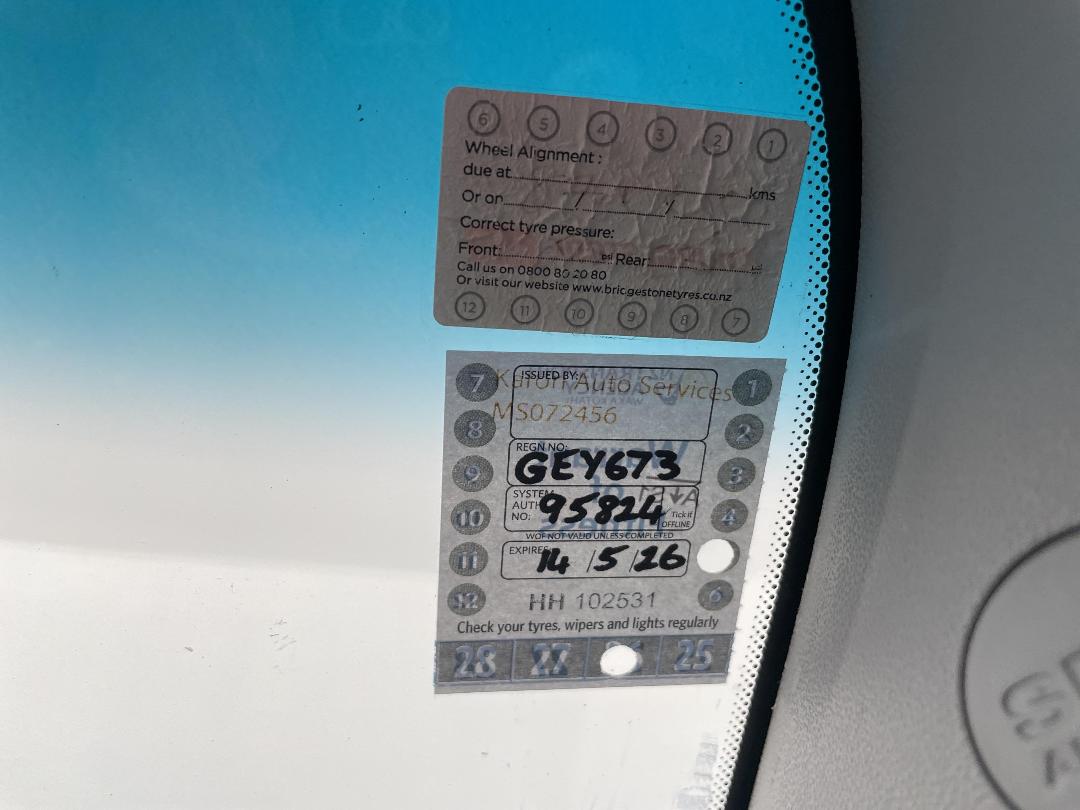 6 5 4 3 2 1
Wheel Alignment :
due at kms
Or on / /
Correct tyre pressure:
Front: psi Rear:
Call us on 0800 80 20 80
Or visit our website www.bridgestonetyres.co.nz
12 11 10 9 8 7
7 ISSUED BY: 1
Karori Auto Services
MS072456
8 2
REGN NO:
9 GEY673 3
SYSTEM
AUTH
NO: 95824
Tick if
OFFLINE
10 4
WOF NOT VALID UNLESS COMPLETED
11 EXPIRES 14 / 5 / 26
12 HH 102531 6
Check your tyres, wipers and lights regularly
28 27 25